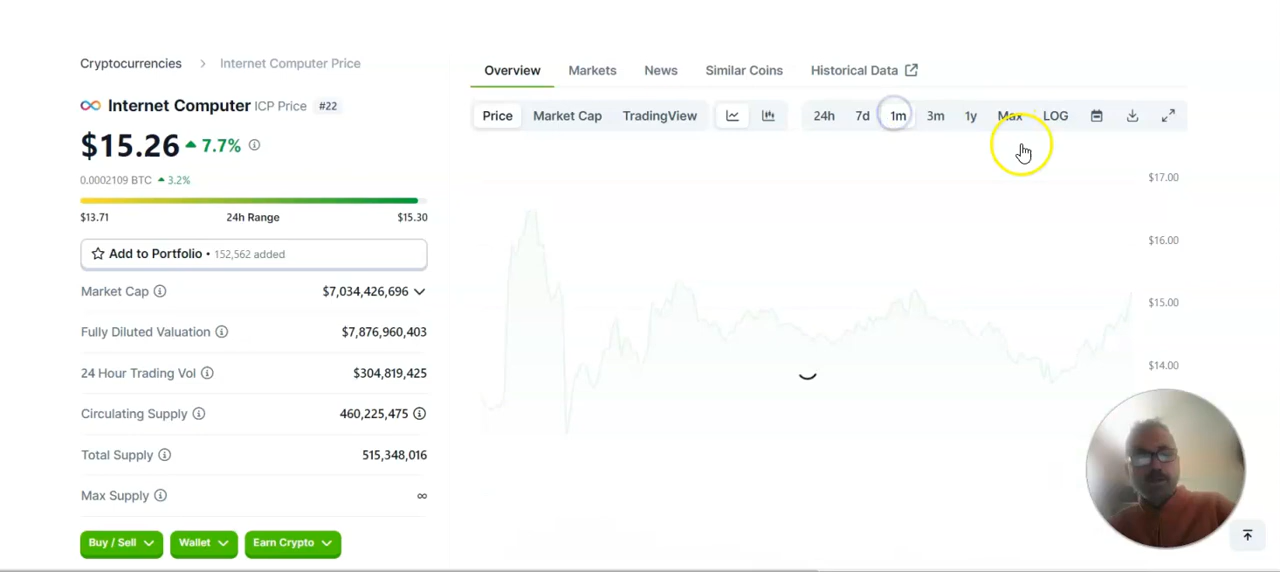 Cryptocurrencies > Internet Computer Price
Internet Computer ICP Price #22
$15.26 7.7%
0.0002109 BTC 3.2%
$13.71 24h Range $15.30
Add to Portfolio • 152,562 added
Market Cap $7,034,426,696
Fully Diluted Valuation $7,876,960,403
24 Hour Trading Vol $304,819,425
Circulating Supply 460,225,475
Total Supply 515,348,016
Max Supply ∞
Buy / Sell Wallet Earn Crypto
Overview Markets News Similar Coins Historical Data
Price Market Cap TradingView 24h 7d 1m 3m 1y Max LOG
$17.00
$16.00
$15.00
$14.00